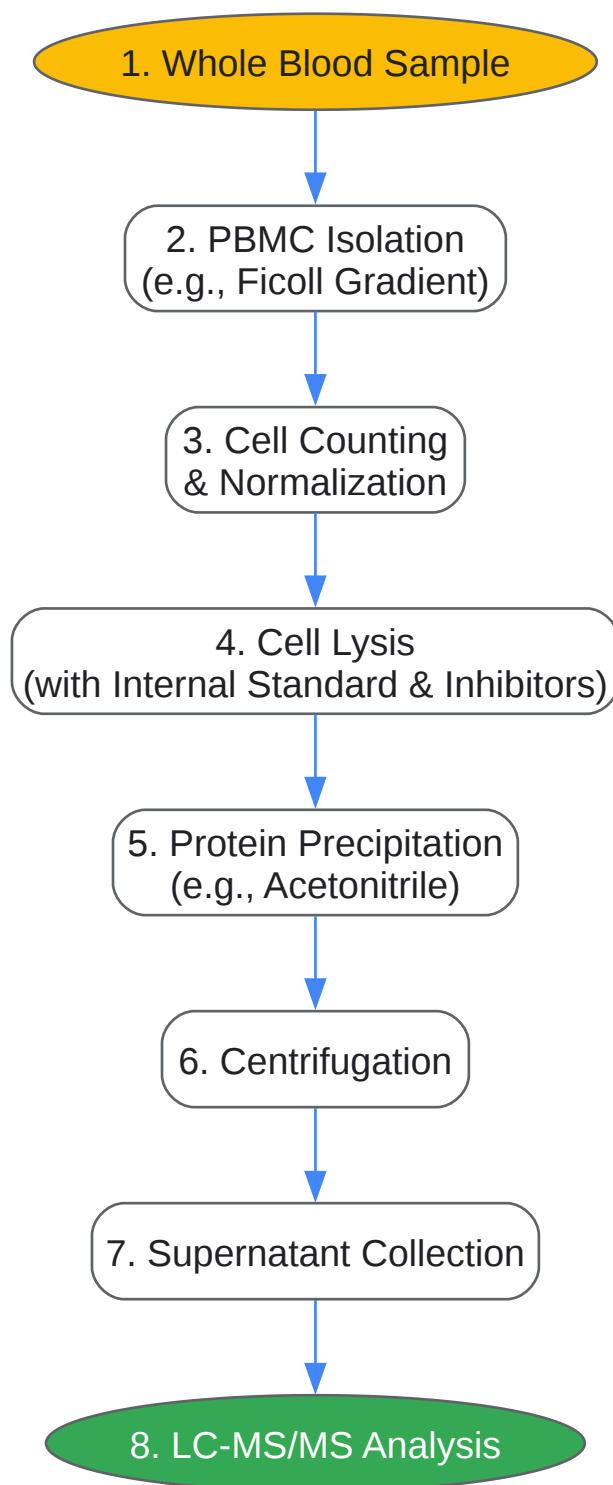 1. Whole Blood Sample
2. PBMC Isolation
(e.g., Ficoll Gradient)
3. Cell Counting
& Normalization
4. Cell Lysis
(with Internal Standard & Inhibitors)
5. Protein Precipitation
(e.g., Acetonitrile)
6. Centrifugation
7. Supernatant Collection
8. LC-MS/MS Analysis